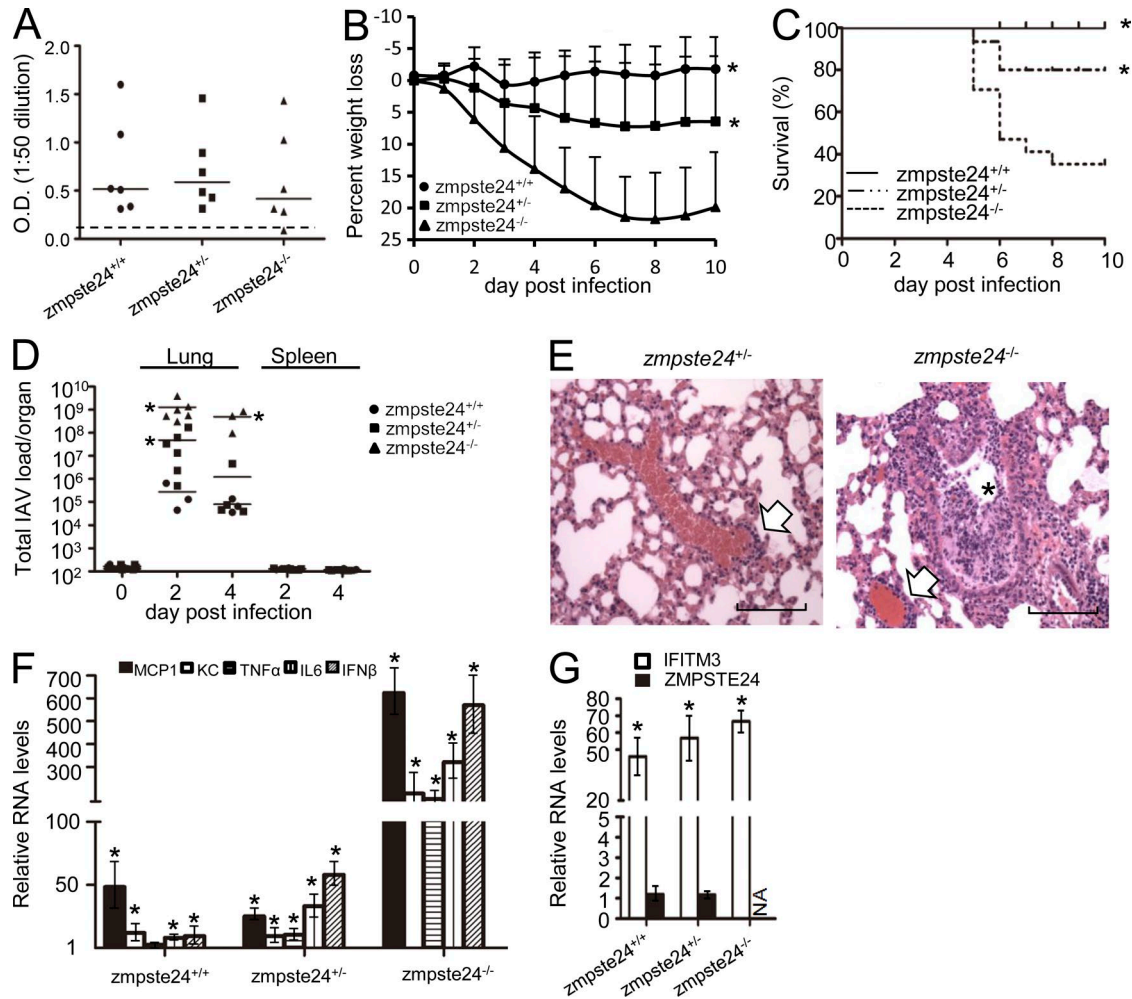 A
O.D. (1:50 dilution)
2.0
1.5
1.0
0.5
0.0
zmpste24+/+
zmpste24+/-
zmpste24-/-
B
Percent weight loss
-10
-5
0
5
10
15
20
25
zmpste24+/+
zmpste24+/-
zmpste24-/-
*
*
0 2 4 6 8 10
day post infection
C
Survival (%)
100
80
60
40
20
0
*
*
zmpste24+/+
zmpste24+/-
zmpste24-/-
0 2 4 6 8 10
day post infection
D
Lung Spleen
Total IAV load/organ
10^10
10^9
10^8
10^7
10^6
10^5
10^4
10^3
10^2
* *
*
zmpste24+/+
zmpste24+/-
zmpste24-/-
0 2 4 2 4
day post infection
E
zmpste24+/- zmpste24-/-
*
F
MCP1 KC TNFα IL6 IFNβ
Relative RNA levels
700
600
500
400
300
100
50
1
* * * *
* * * * *
* * * * *
zmpste24+/+ zmpste24+/- zmpste24-/-
G
IFITM3
ZMPSTE24
Relative RNA levels
80
70
60
50
20
5
4
3
2
1
0
* * *
NA
zmpste24+/+
zmpste24+/-
zmpste24-/-